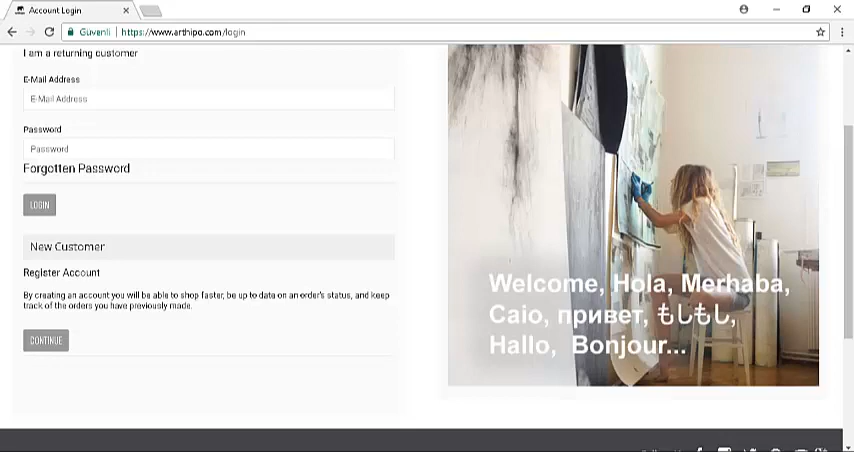 Account Login
Güvenli
https://www.arthipo.com/login
I am a returning customer
E-Mail Address
E-Mail Address
Password
Password
Forgotten Password
LOGIN
New Customer
Register Account
By creating an account you will be able to shop faster, be up to date on an order's status, and keep
track of the orders you have previously made.
CONTINUE
Welcome, Hola, Merhaba,
Caio, привет, もしもし,
Hallo, Bonjour...